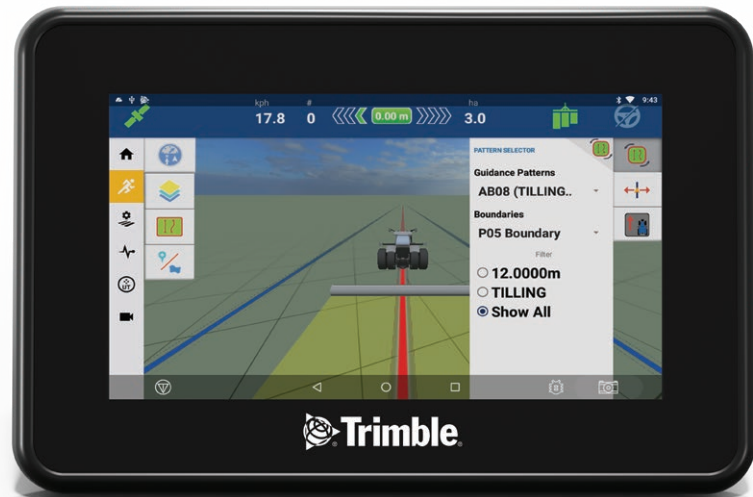 9:43
kph # ha
17.8 0 0.00 m 3.0
PATTERN SELECTOR
Guidance Patterns
AB08 (TILLING..
Boundaries
P05 Boundary
Filter
12.0000m
TILLING
Show All
Trimble